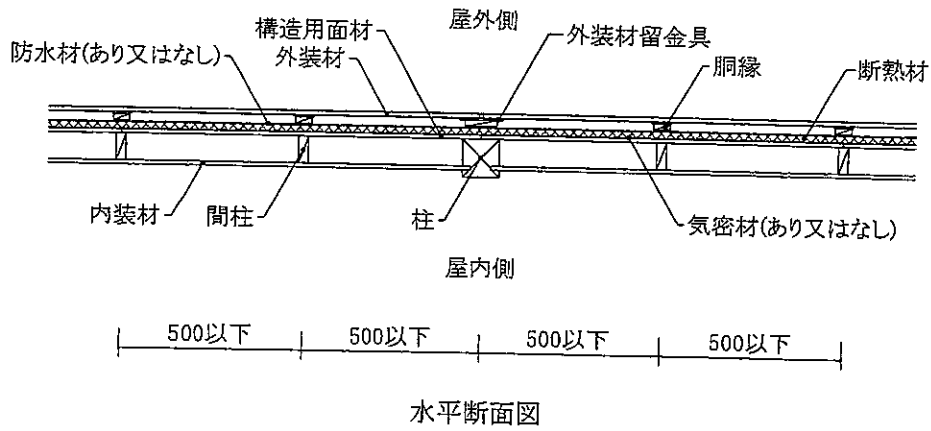 屋外側
構造用面材
外装材留金具
防水材(あり又はなし)
外装材
胴縁
断熱材
内装材
間柱
柱
気密材(あり又はなし)
屋内側
500以下
500以下
500以下
500以下
水平断面図